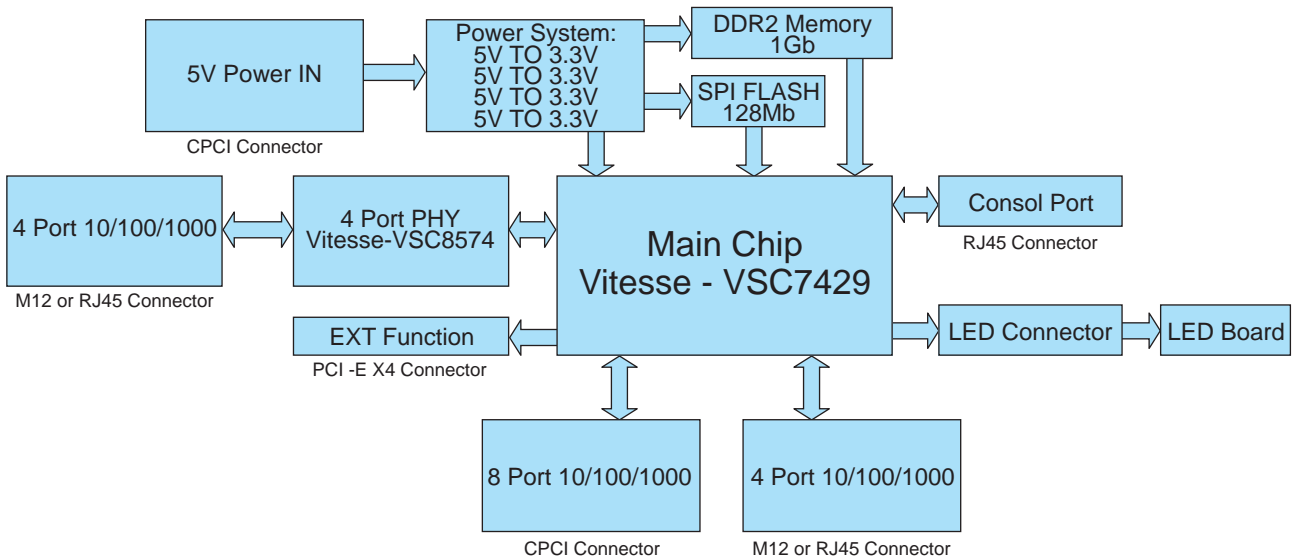 5V Power IN
CPCI Connector
Power System:
5V TO 3.3V
5V TO 3.3V
5V TO 3.3V
5V TO 3.3V
DDR2 Memory
1Gb
SPI FLASH
128Mb
4 Port 10/100/1000
M12 or RJ45 Connector
4 Port PHY
Vitesse-VSC8574
Main Chip
Vitesse - VSC7429
Consol Port
RJ45 Connector
EXT Function
PCI -E X4 Connector
LED Connector
LED Board
8 Port 10/100/1000
CPCI Connector
4 Port 10/100/1000
M12 or RJ45 Connector